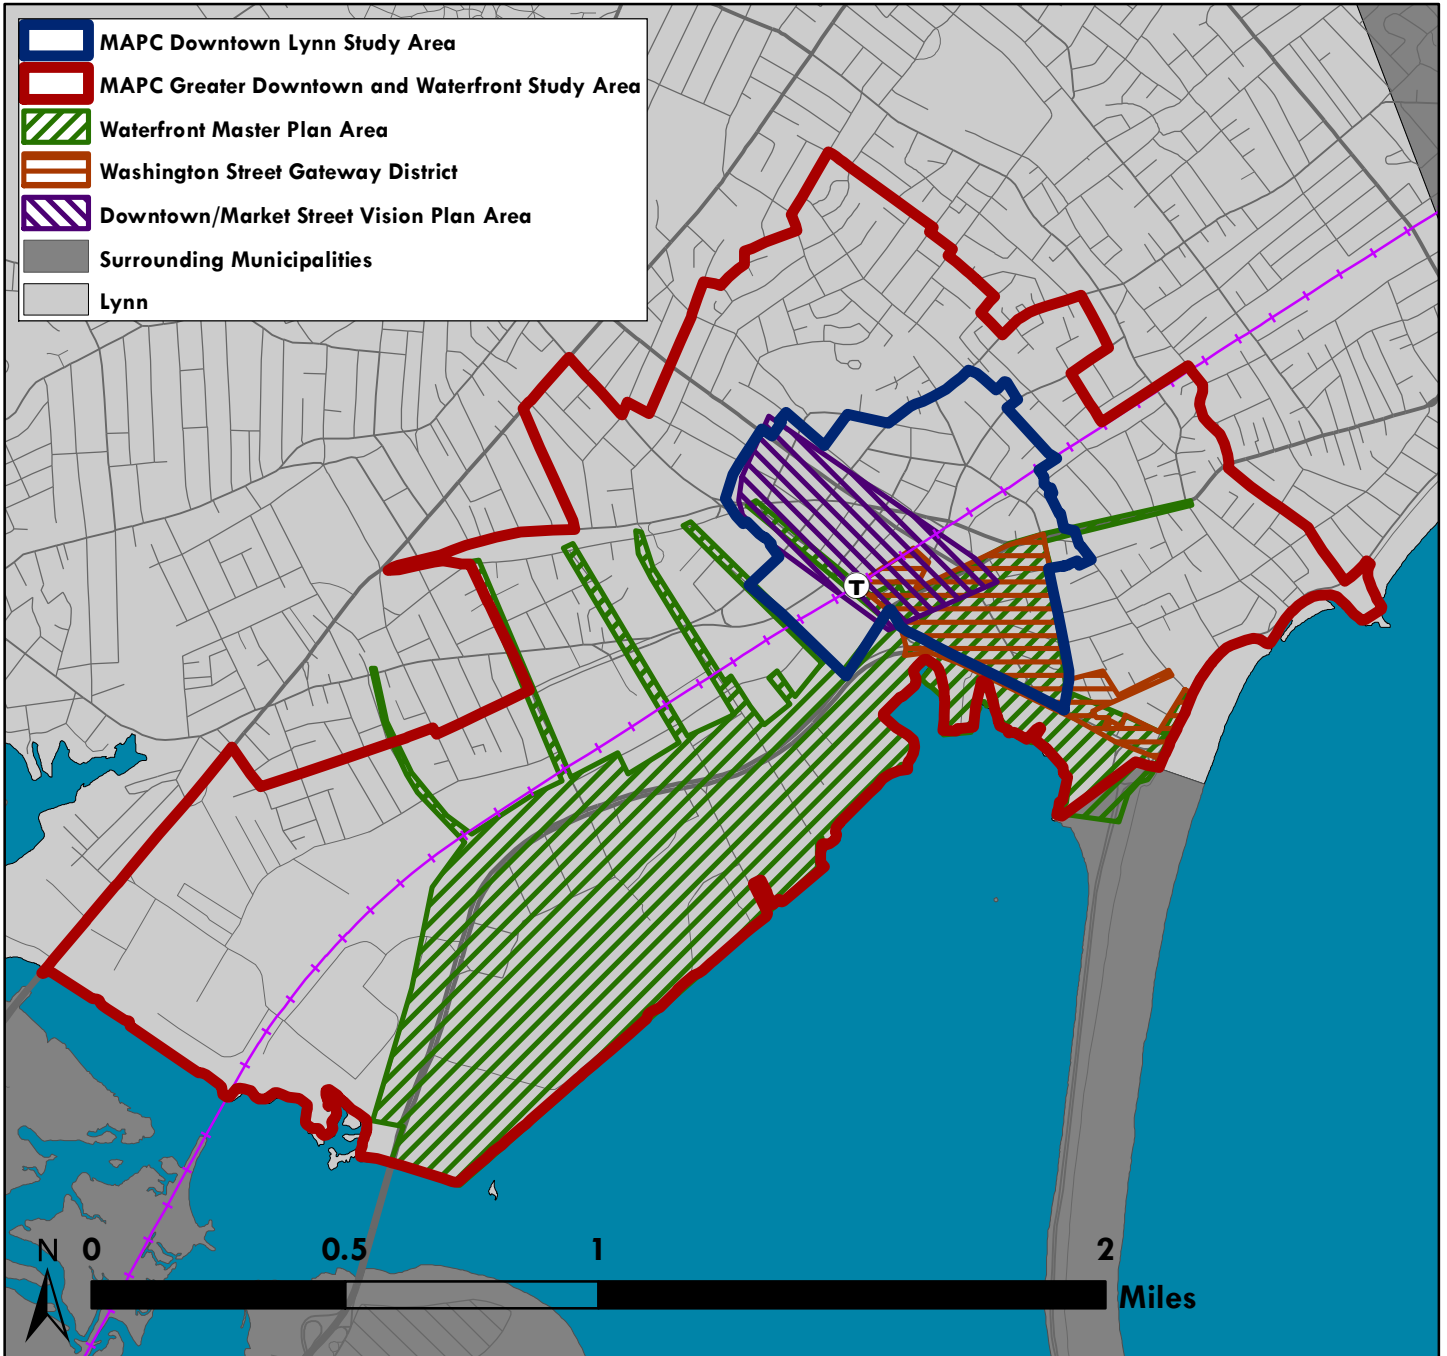 MAPC Downtown Lynn Study Area
MAPC Greater Downtown and Waterfront Study Area
Waterfront Master Plan Area
Washington Street Gateway District
Downtown/Market Street Vision Plan Area
Surrounding Municipalities
Lynn
T
N 0 0.5 1 2
Miles